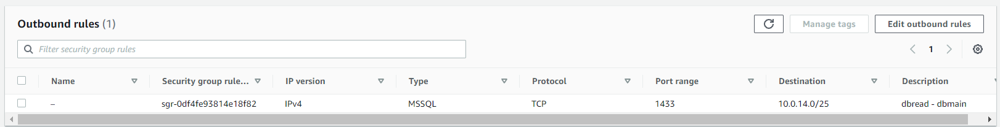 Outbound rules (1)
Manage tags
Edit outbound rules
Filter security group rules
1
Name Security group rule... IP version Type Protocol Port range Destination Description
– sgr-0df4fe93814e18f82 IPv4 MSSQL TCP 1433 10.0.14.0/25 dbread - dbmain